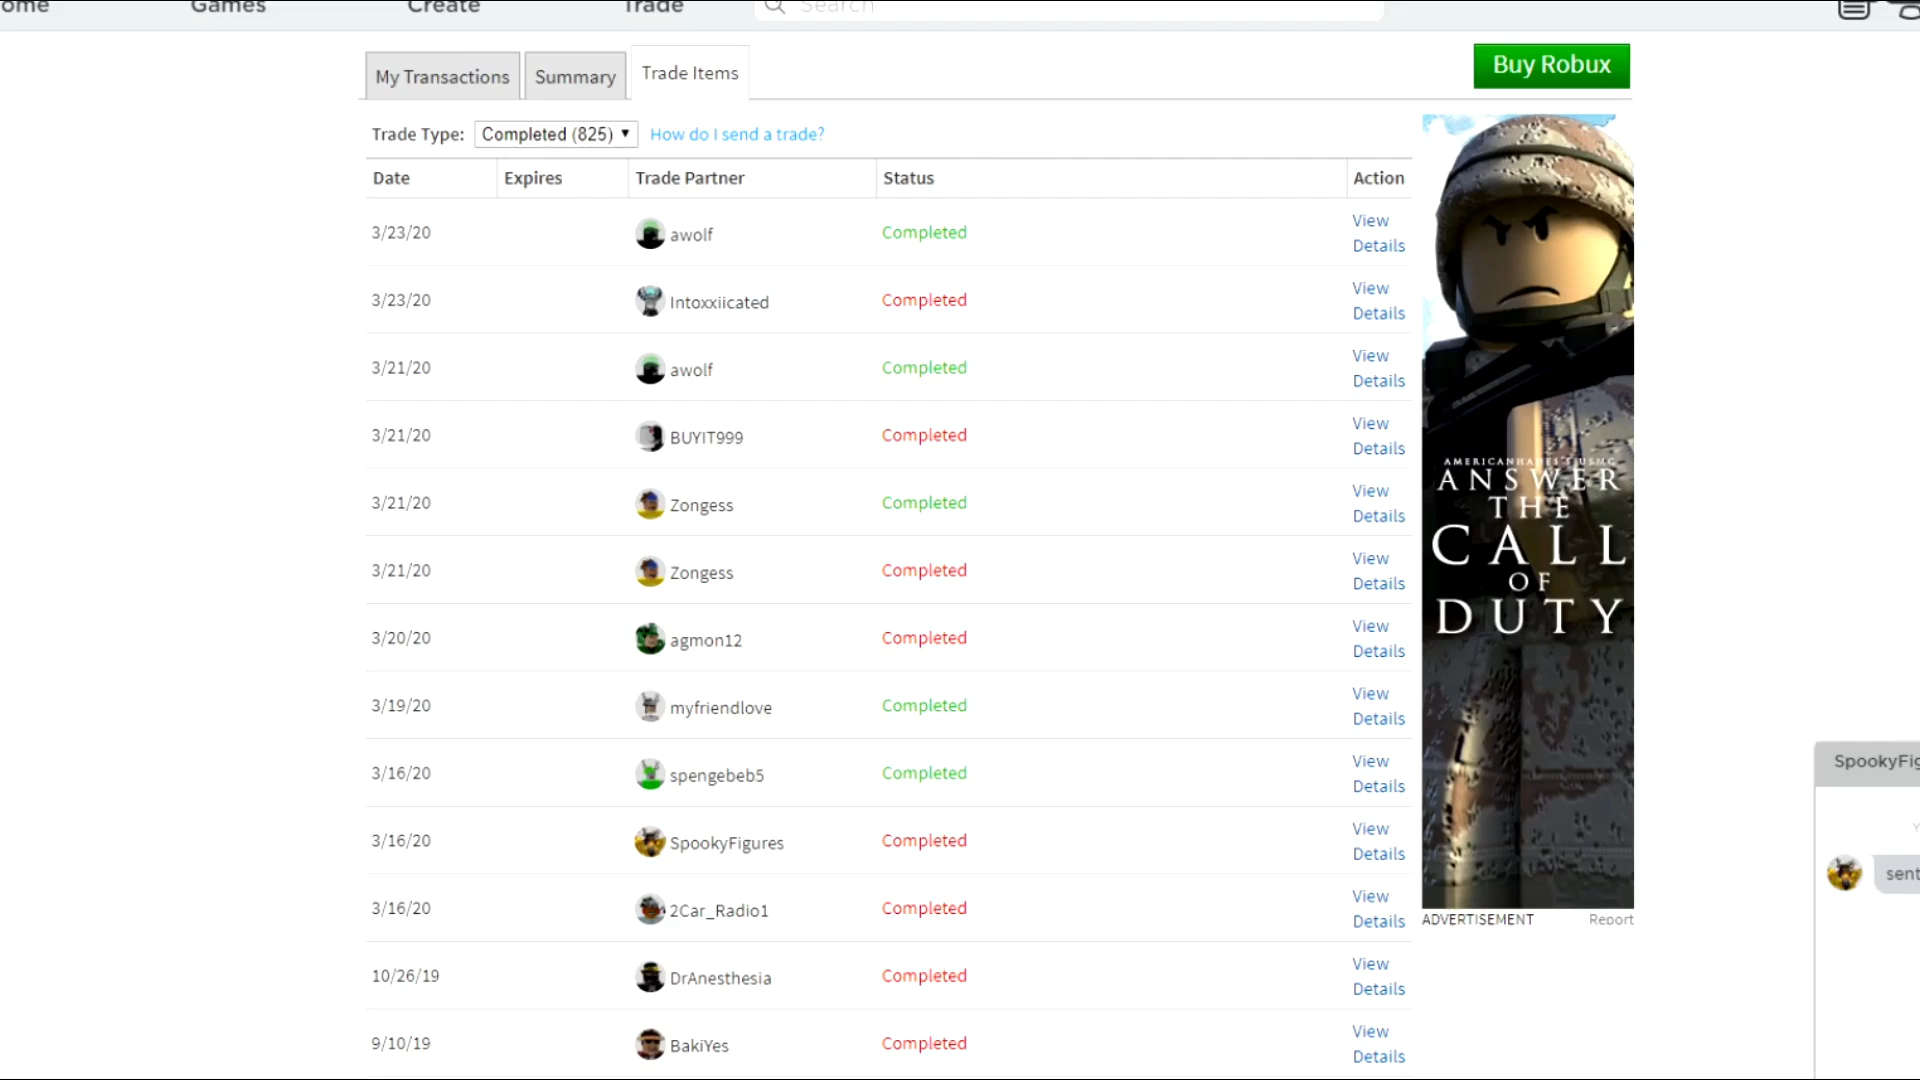 Games Create Trade Search
My Transactions Summary Trade Items Buy Robux
Trade Type: Completed (825) How do I send a trade?
Date Expires Trade Partner Status Action
3/23/20 awolf Completed View Details
3/23/20 Intoxxiicated Completed View Details
3/21/20 awolf Completed View Details
3/21/20 BUYIT999 Completed View Details
3/21/20 Zongess Completed View Details
3/21/20 Zongess Completed View Details
3/20/20 agmon12 Completed View Details
3/19/20 myfriendlove Completed View Details
3/16/20 spengebeb5 Completed View Details
3/16/20 SpookyFigures Completed View Details
3/16/20 2Car_Radio1 Completed View Details
10/26/19 DrAnesthesia Completed View Details
9/10/19 BakiYes Completed View Details
ANSWER
THE
CALL
OF
DUTY
ADVERTISEMENT Report
SpookyFig
sent